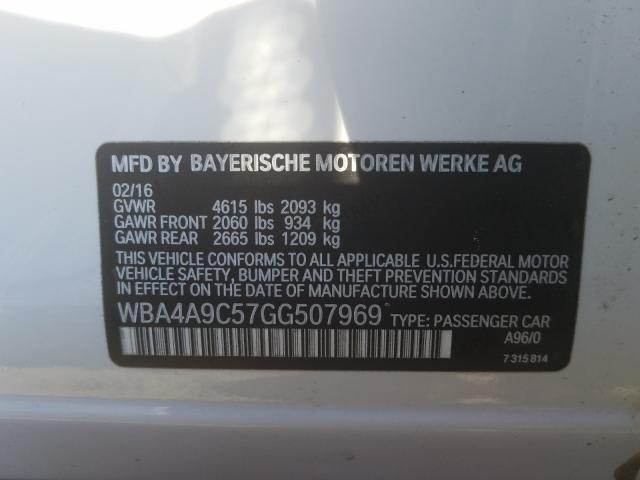 MFD BY BAYERISCHE MOTOREN WERKE AG
02/16
GVWR 4615 lbs 2093 kg
GAWR FRONT 2060 lbs 934 kg
GAWR REAR 2665 lbs 1209 kg
THIS VEHICLE CONFORMS TO ALL APPLICABLE U.S.FEDERAL MOTOR
VEHICLE SAFETY, BUMPER AND THEFT PREVENTION STANDARDS
IN EFFECT ON THE DATE OF MANUFACTURE SHOWN ABOVE.
WBA4A9C57GG507969 TYPE: PASSENGER CAR
A96/0
7 315 814